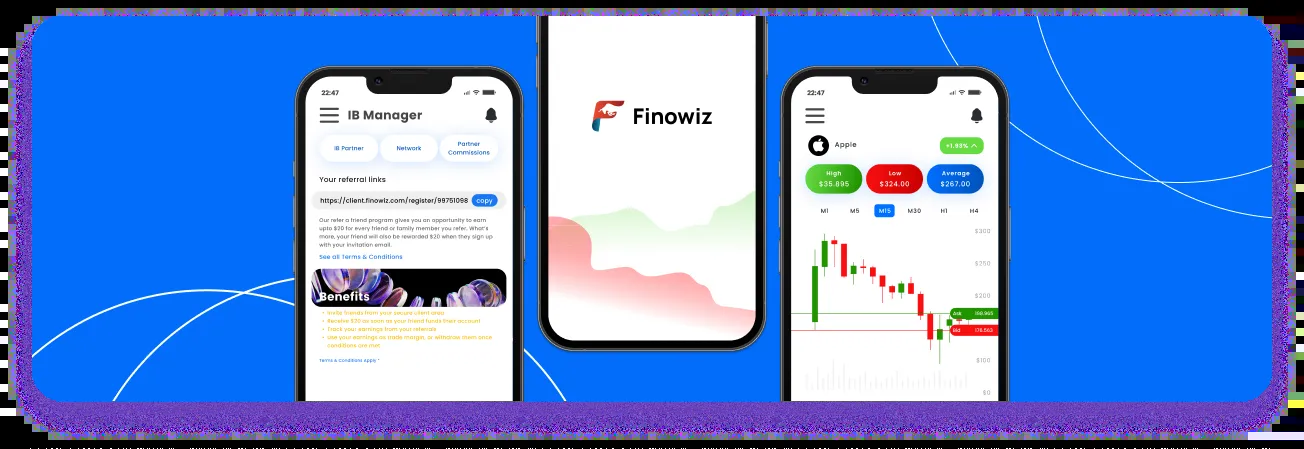 22:47
IB Manager
IB Partner
Network
Partner
Commissions
Your referral links
https://client.finowiz.com/register/99751098
copy
Our refer a friend program gives you an opportunity to earn
upto $20 for every friend or family member you refer. What's
more, your friend will also be rewarded $20 when they sign up
with your invitation email.
See all Terms & Conditions
Benefits
• Invite friends from your secure client area
• Receive $20 as soon as your friend funds their account
• Track your earnings from your referrals
• Use your earnings as trade margin, or withdraw them once
conditions are met
Terms & Conditions Apply *
Finowiz
22:47
Apple
+1.93%
High
$35.895
Low
$324.00
Average
$267.00
M1
M5
M15
M30
H1
H4
$300
$250
$200
Ask
Bid
$100
$0